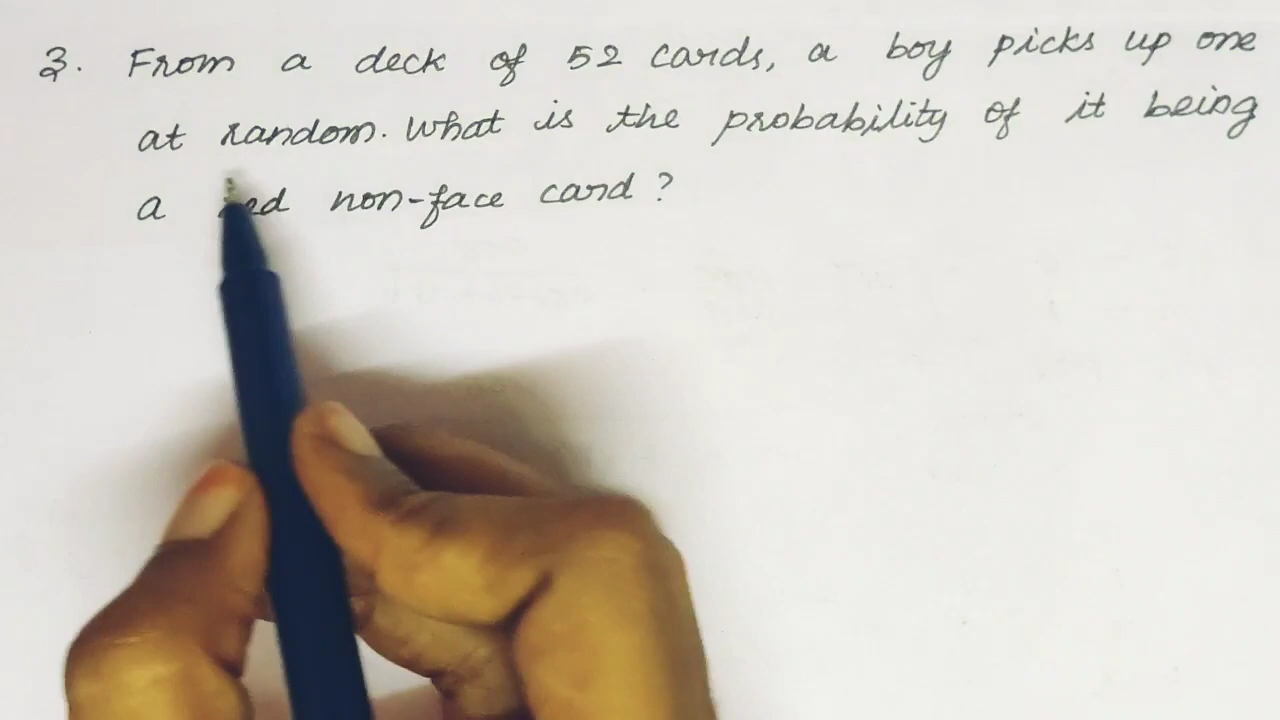 3. From a deck of 52 cards, a boy picks up one
at random. What is the probability of it being
a red non-face card?